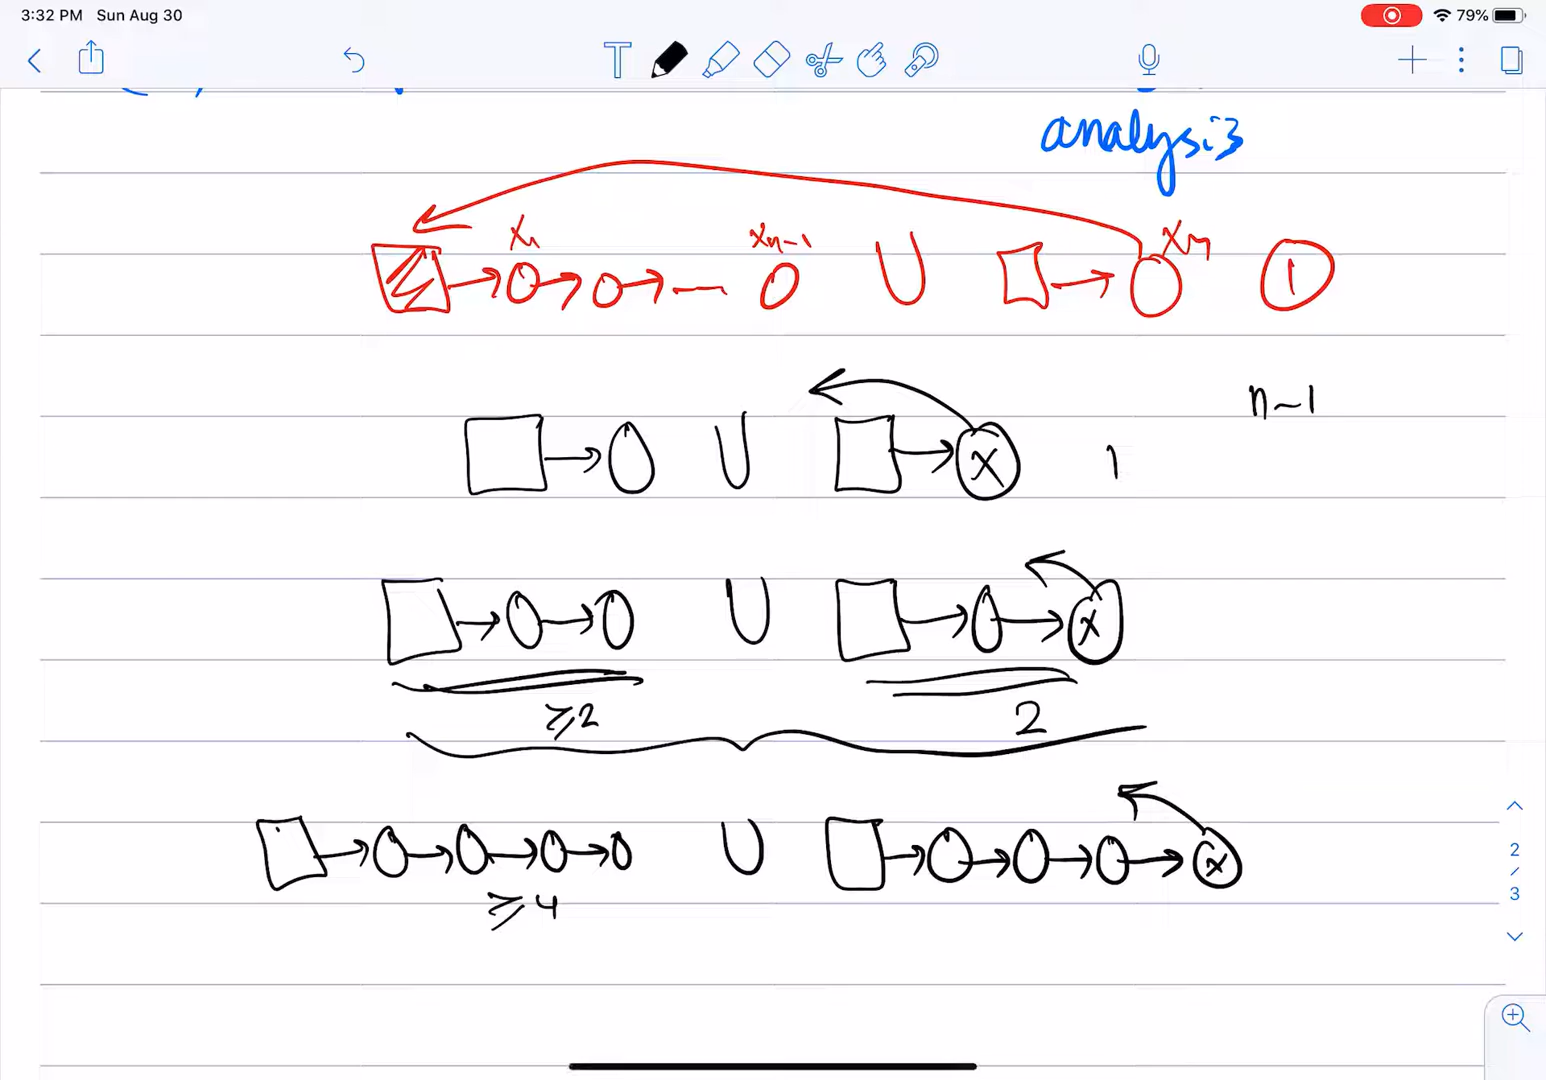 3:32 PM Sun Aug 30 79%
T
analysis
x1 xn-1 U xn 1
n-1
U x 1
U x
≥2 2
U x
≥4
2
/
3